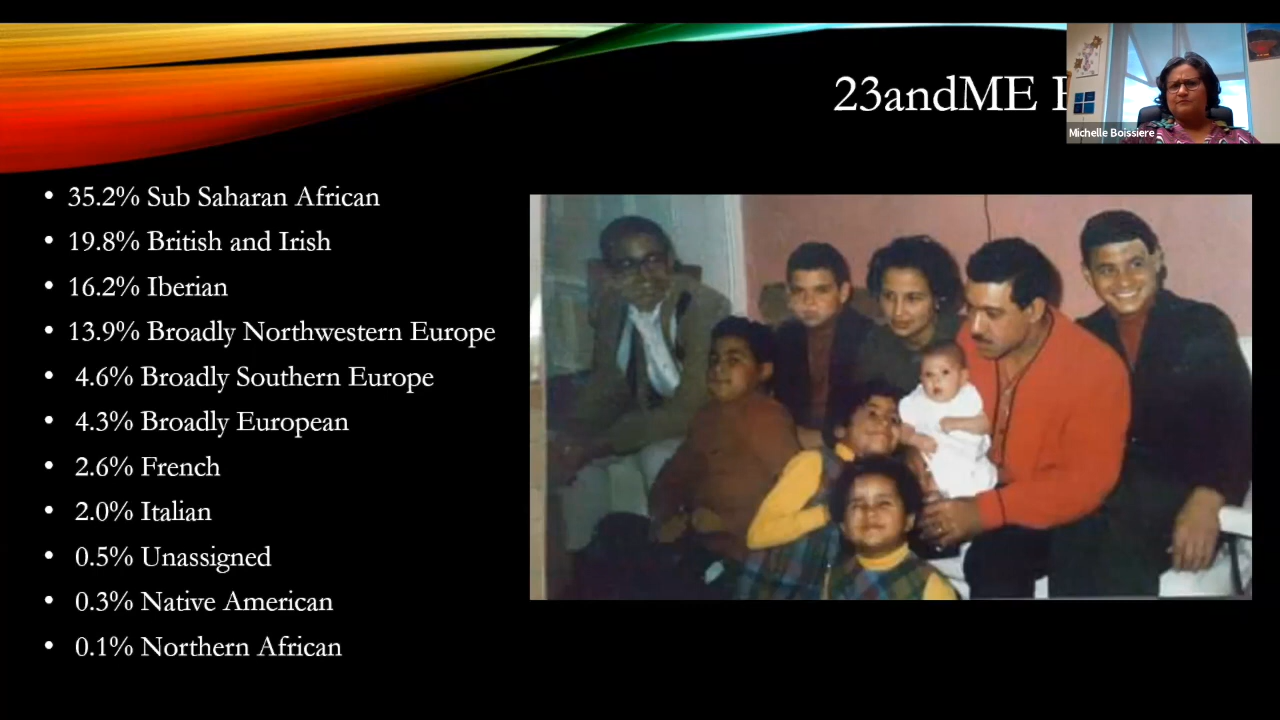 23andME
Michelle Boissiere
• 35.2% Sub Saharan African
• 19.8% British and Irish
• 16.2% Iberian
• 13.9% Broadly Northwestern Europe
• 4.6% Broadly Southern Europe
• 4.3% Broadly European
• 2.6% French
• 2.0% Italian
• 0.5% Unassigned
• 0.3% Native American
• 0.1% Northern African